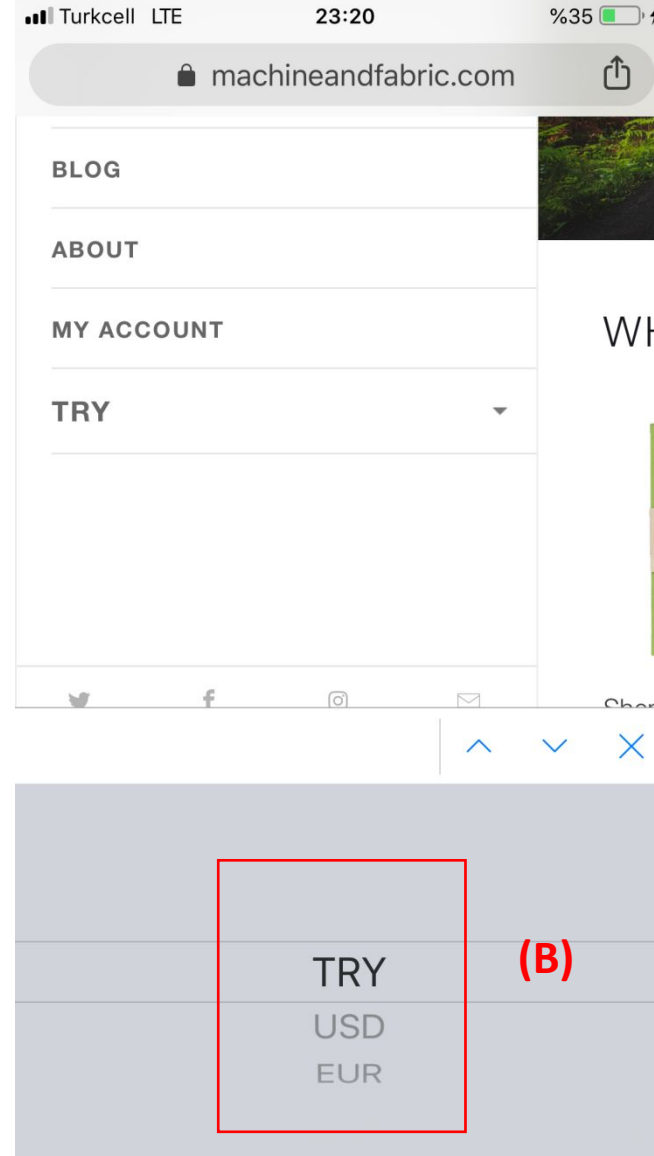 Turkcell LTE 23:20 %35
machineandfabric.com
BLOG
ABOUT
MY ACCOUNT
WH
TRY
TRY
(B)
USD
EUR